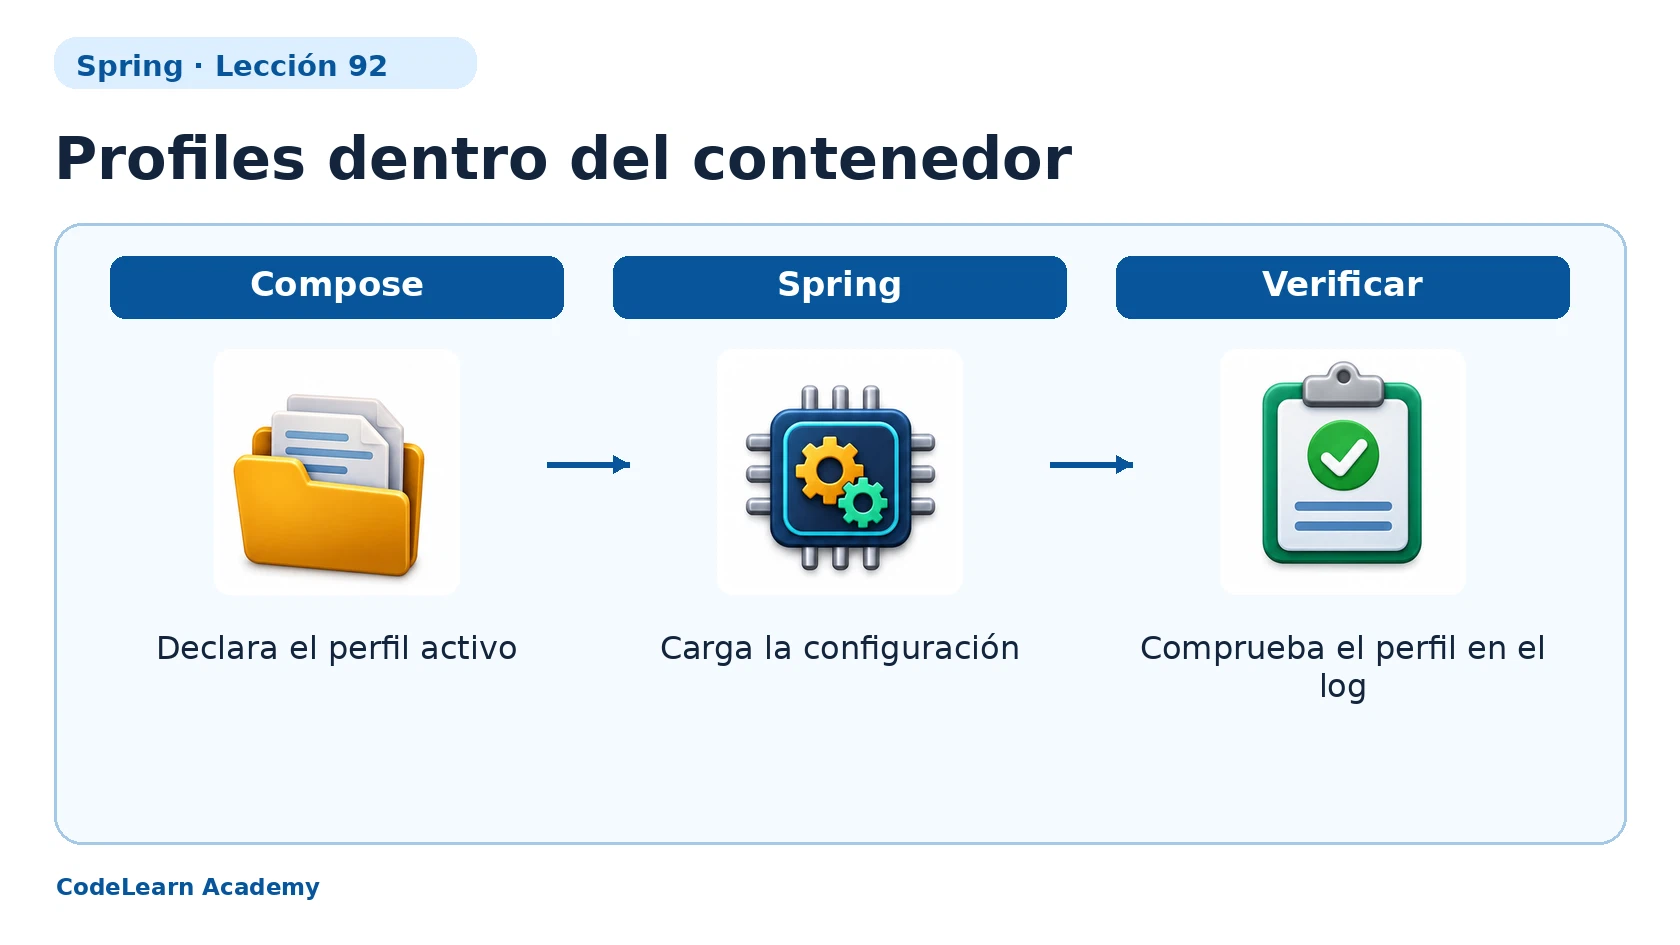 Spring · Lección 92
Profiles dentro del contenedor
Compose
Spring
Verificar
Declara el perfil activo
Carga la configuración
Comprueba el perfil en el
log
CodeLearn Academy